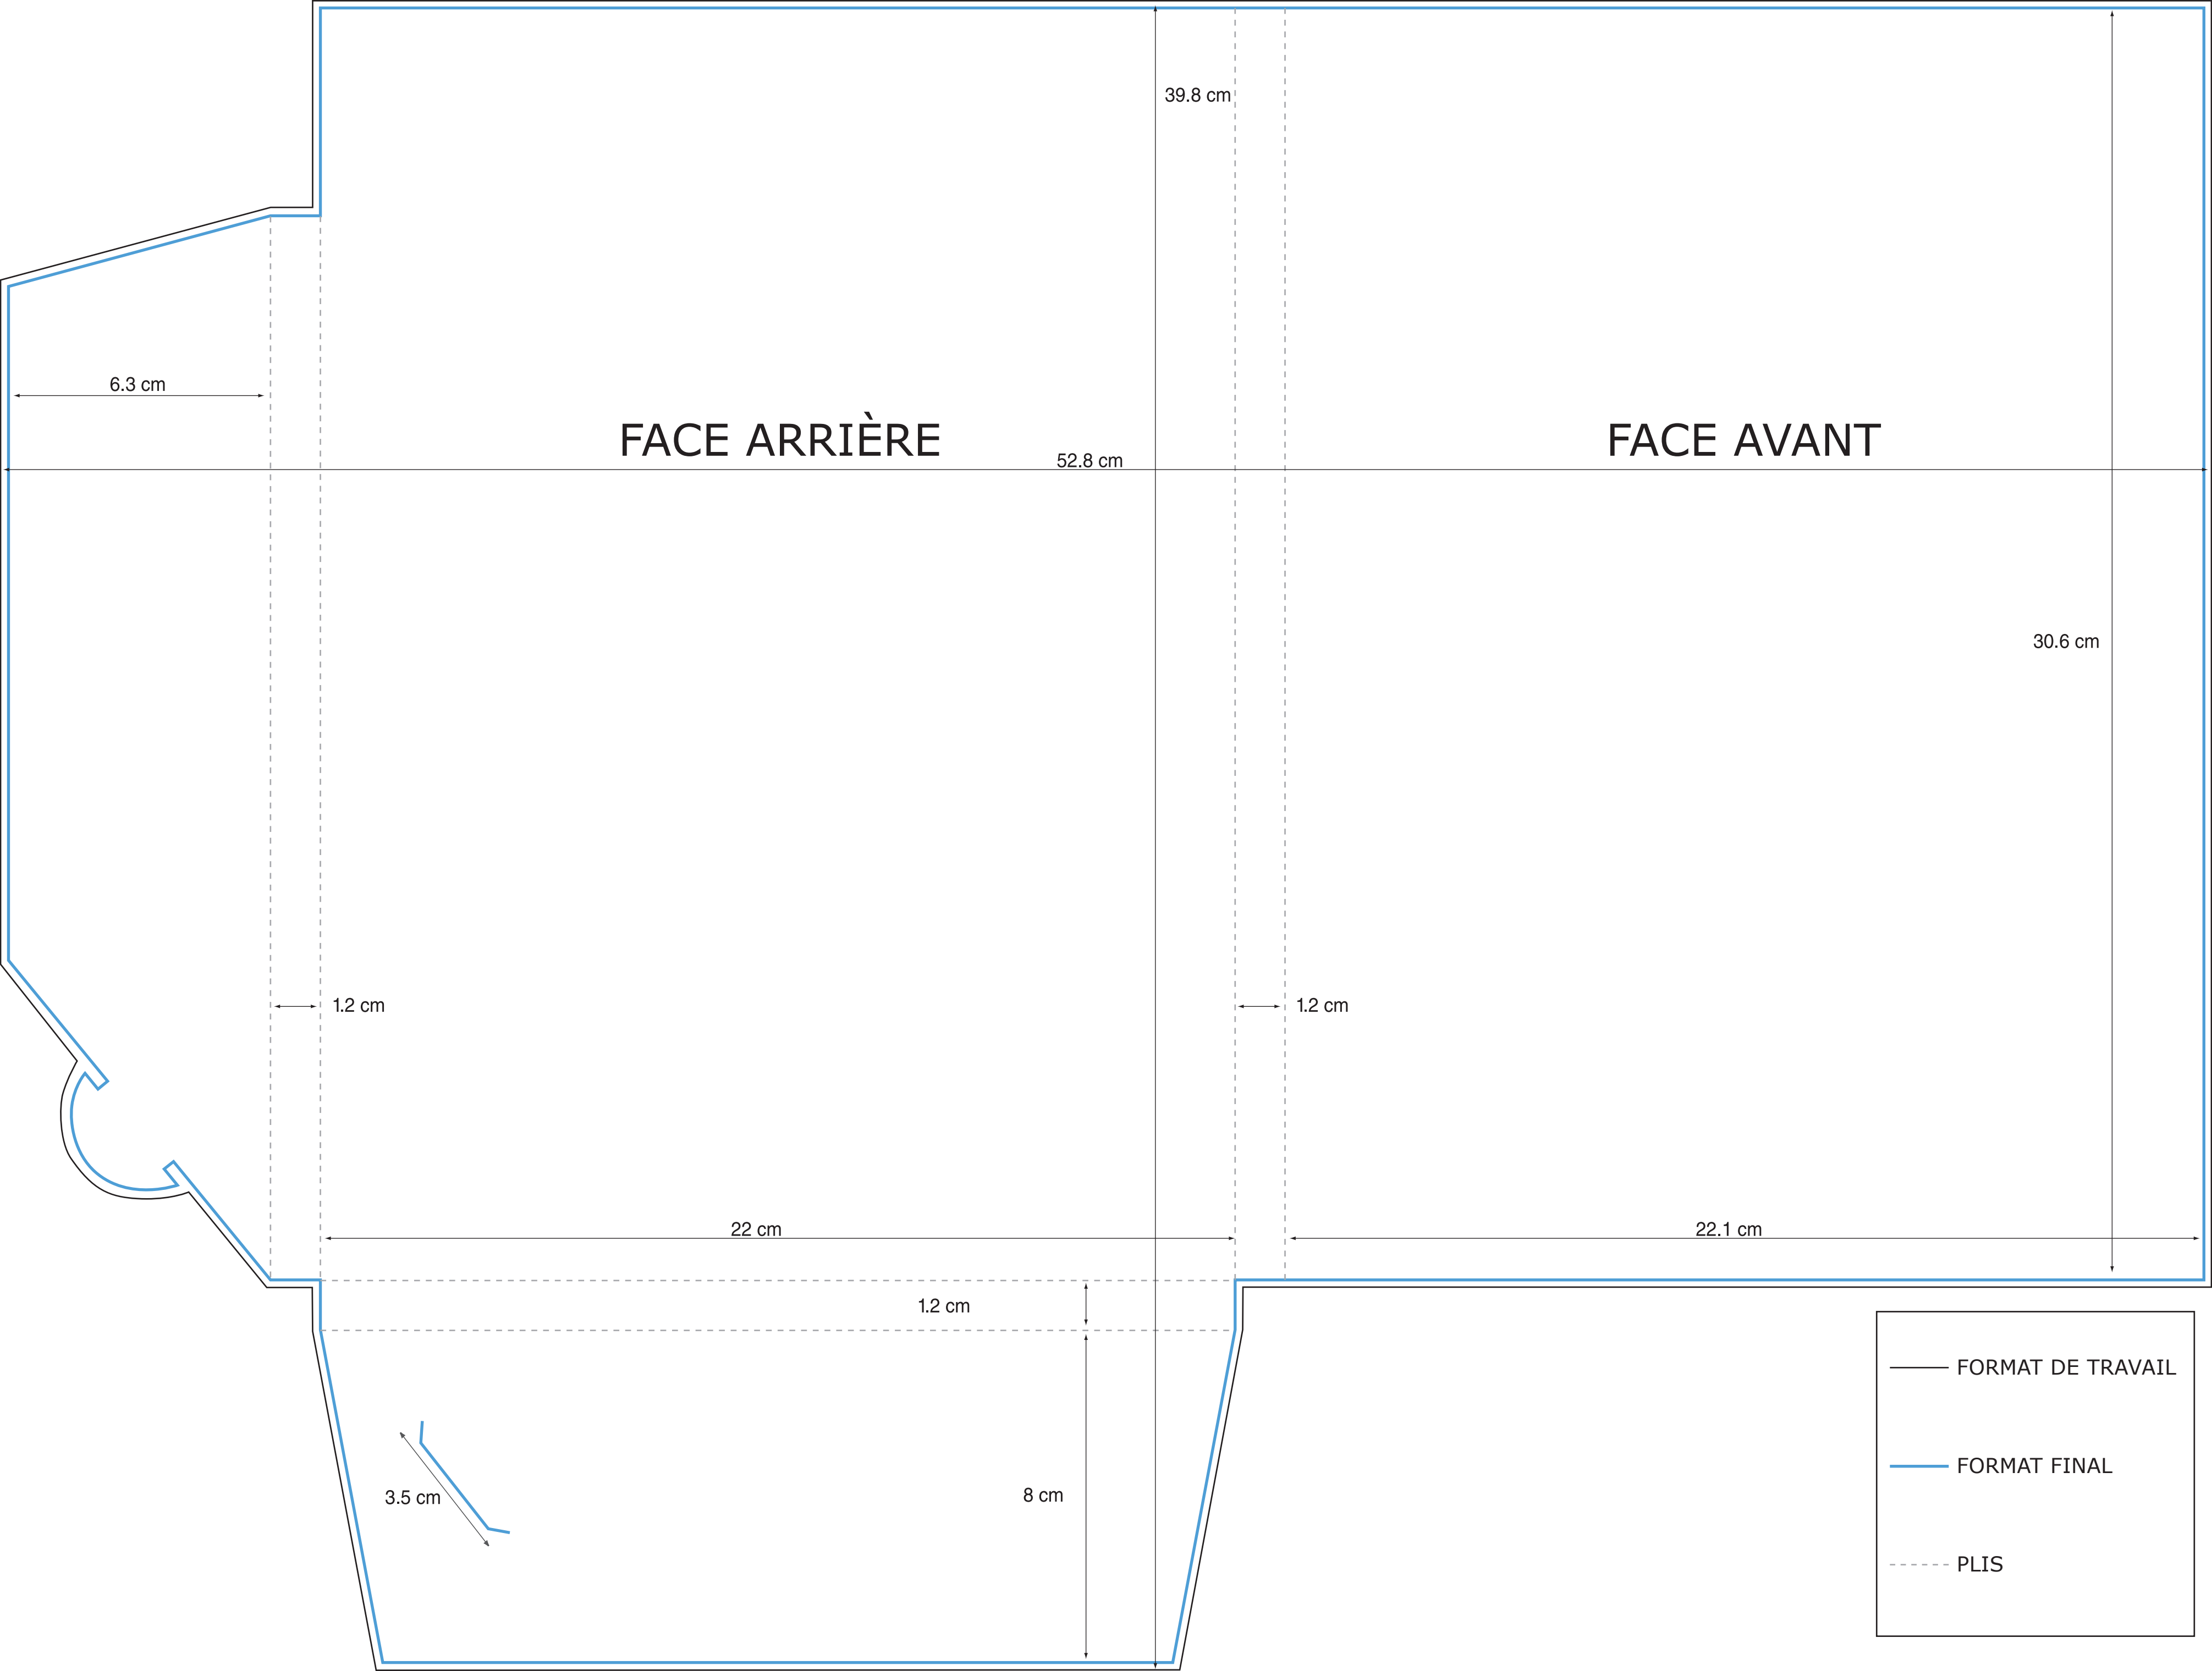 39.8 cm
6.3 cm
FACE ARRIÈRE
FACE AVANT
52.8 cm
30.6 cm
1.2 cm
1.2 cm
22 cm
22.1 cm
1.2 cm
FORMAT DE TRAVAIL
FORMAT FINAL
3.5 cm
8 cm
PLIS